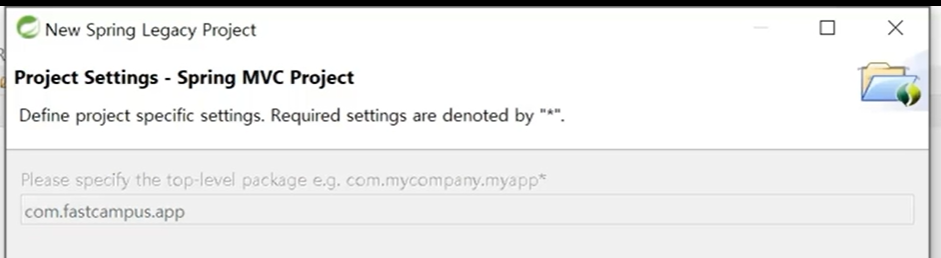 New Spring Legacy Project
Project Settings - Spring MVC Project
Define project specific settings. Required settings are denoted by "*".
Please specify the top-level package e.g. com.mycompany.myapp*
com.fastcampus.app